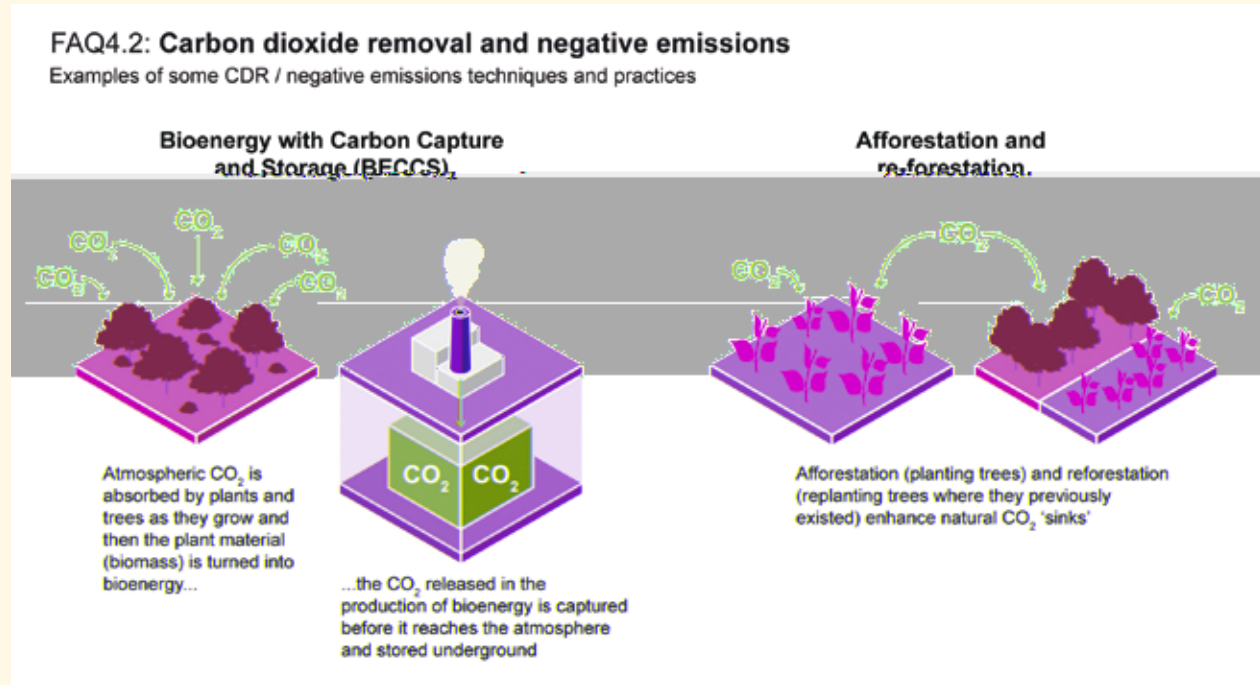 FAQ4.2: Carbon dioxide removal and negative emissions
Examples of some CDR / negative emissions techniques and practices
Bioenergy with Carbon Capture
and Storage (BECCS)
CO₂
CO₂
CO₂
CO₂
CO₂
CO₂ CO₂
Atmospheric CO₂ is
absorbed by plants and
trees as they grow and
then the plant material
(biomass) is turned into
bioenergy...
...the CO₂ released in the
production of bioenergy is captured
before it reaches the atmosphere
and stored underground
Afforestation and
re-forestation
CO₂
CO₂
CO₂
Afforestation (planting trees) and reforestation
(replanting trees where they previously
existed) enhance natural CO₂ ‘sinks’